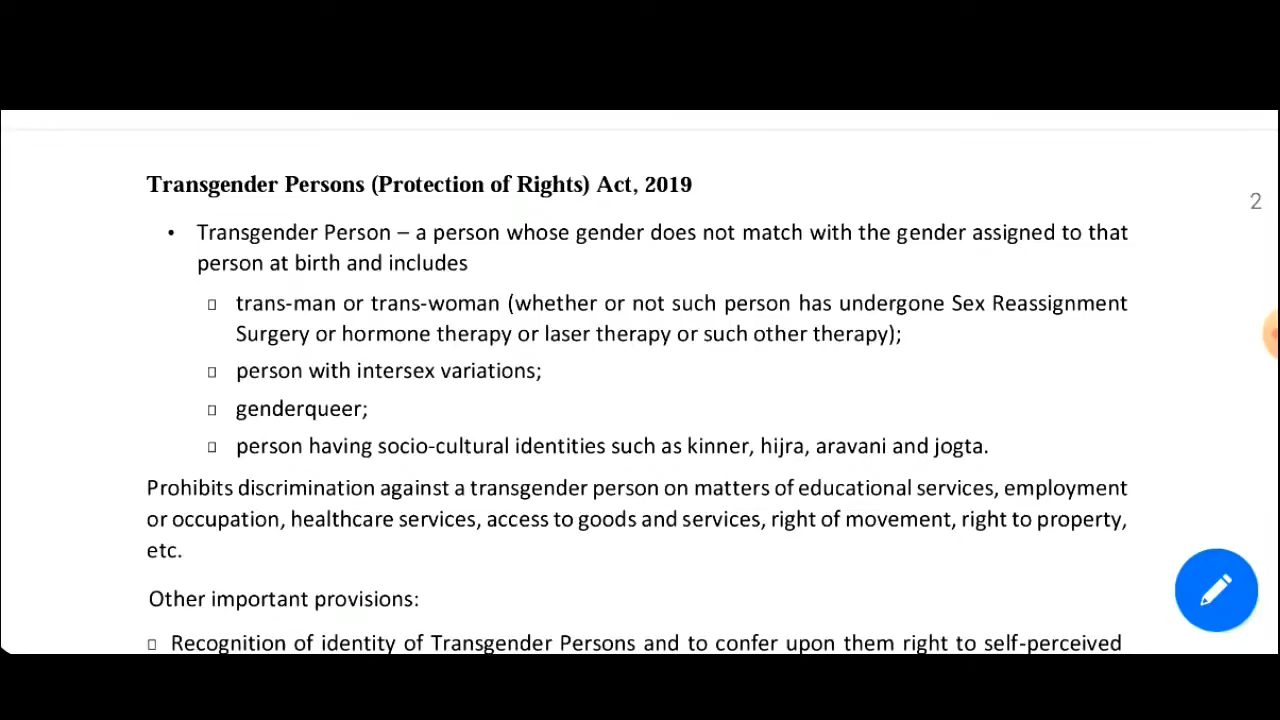 Transgender Persons (Protection of Rights) Act, 2019
2
• Transgender Person – a person whose gender does not match with the gender assigned to that
person at birth and includes
▯ trans-man or trans-woman (whether or not such person has undergone Sex Reassignment
Surgery or hormone therapy or laser therapy or such other therapy);
▯ person with intersex variations;
▯ genderqueer;
▯ person having socio-cultural identities such as kinner, hijra, aravani and jogta.
Prohibits discrimination against a transgender person on matters of educational services, employment
or occupation, healthcare services, access to goods and services, right of movement, right to property,
etc.
Other important provisions:
▯ Recognition of identity of Transgender Persons and to confer upon them right to self-perceived